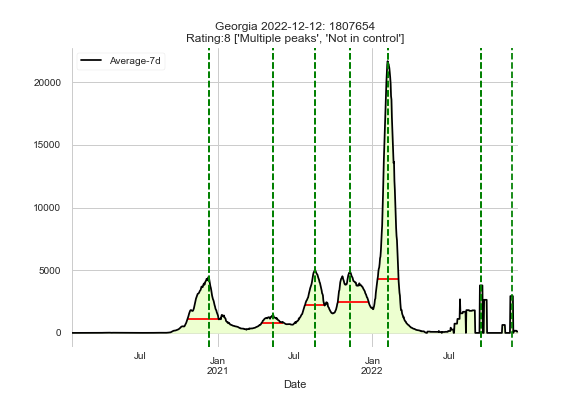 Georgia 2022-12-12: 1807654
Rating:8 ['Multiple peaks', 'Not in control']
Average-7d
20000
15000
10000
5000
0
Jul
Jan
2021
Jul
Jan
2022
Jul
Date